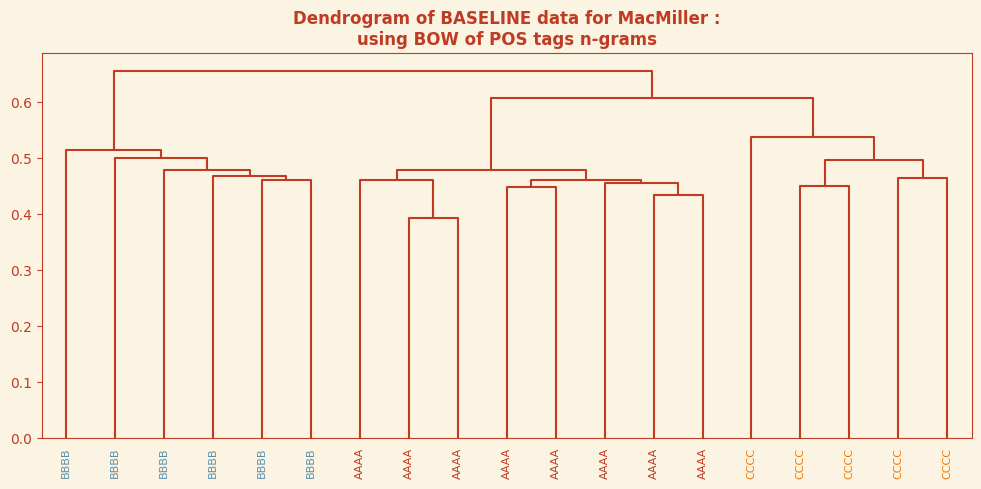 Dendrogram of BASELINE data for MacMiller :
using BOW of POS tags n-grams
0.6
0.5
0.4
0.3
0.2
0.1
0.0
BBBB BBBB BBBB BBBB BBBB BBBB AAAA AAAA AAAA AAAA AAAA AAAA AAAA AAAA CCCC CCCC CCCC CCCC CCCC